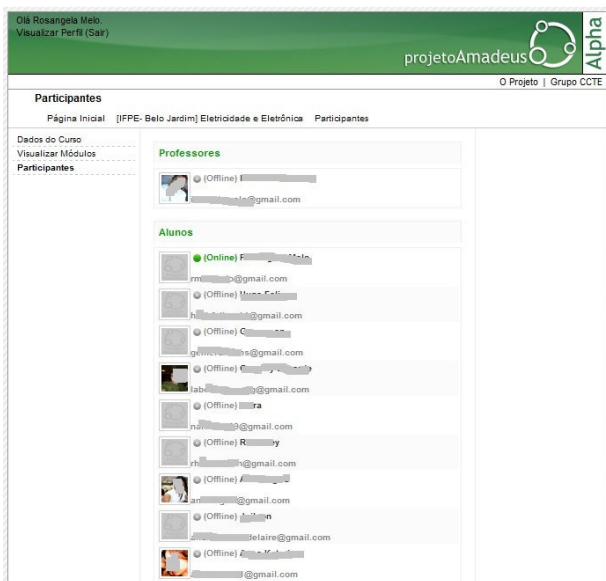 Olá Rosangela Melo.
Visualizar Perfil (Sair)
projetoAmadeus
Alpha
O Projeto | Grupo CCTE
Participantes
Página Inicial [IFPE- Belo Jardim] Eletricidade e Eletrônica Participantes
Dados do Curso
Visualizar Módulos
Participantes
Professores
(Offline)
@gmail.com
Alunos
(Online)
@gmail.com
(Offline)
@gmail.com
(Offline)
@gmail.com
(Offline)
@gmail.com
(Offline)
@gmail.com
(Offline)
@gmail.com
(Offline)
@gmail.com
(Offline)
@gmail.com
(Offline)
@gmail.com